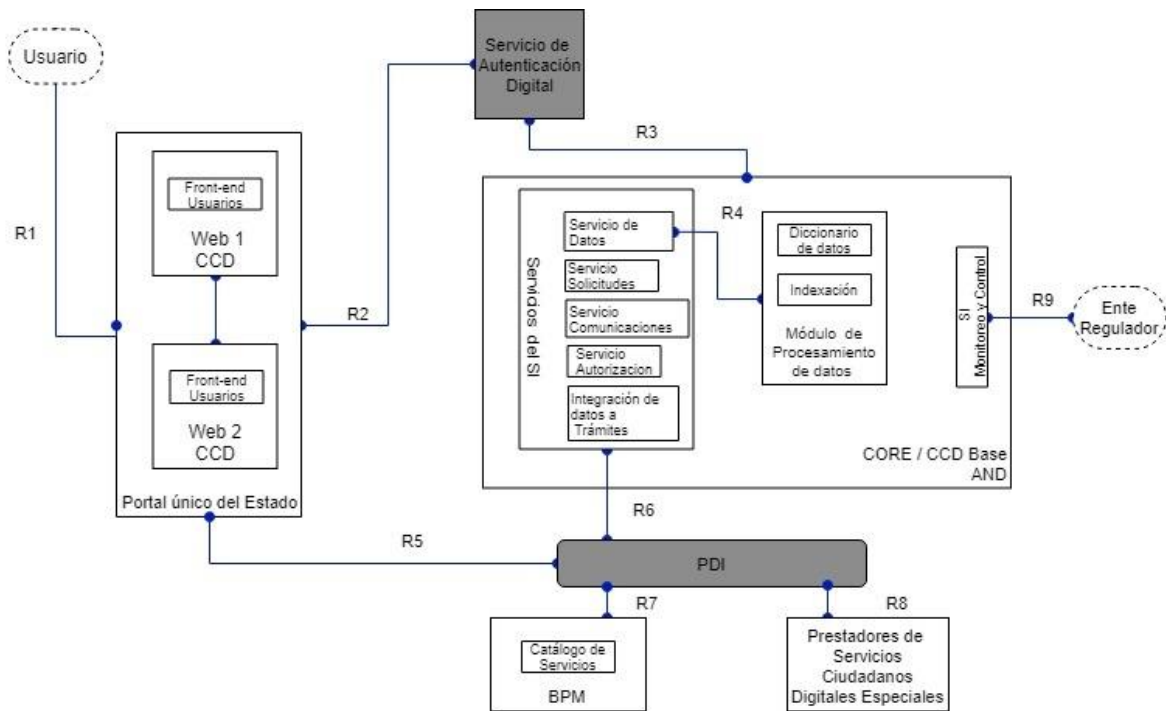 Usuario
R1
Front-end
Usuarios
Web 1
CCD
Front-end
Usuarios
Web 2
CCD
Portal único del Estado
R2
Servicio de
Autenticación
Digital
R3
Servicios del SI
Servicio de
Datos
Servicio
Solicitudes
Servicio
Comunicaciones
Servicio
Autorizacion
Integración de
datos a
Trámites
R4
Diccionario
de datos
Indexación
Módulo de
Procesamiento
de datos
SI
Monitoreo y Control
R9
Ente
Regulador
CORE / CCD Base
AND
R6
R5
PDI
R7
R8
Catálogo de
Servicios
BPM
Prestadores de
Servicios
Ciudadanos
Digitales Especiales